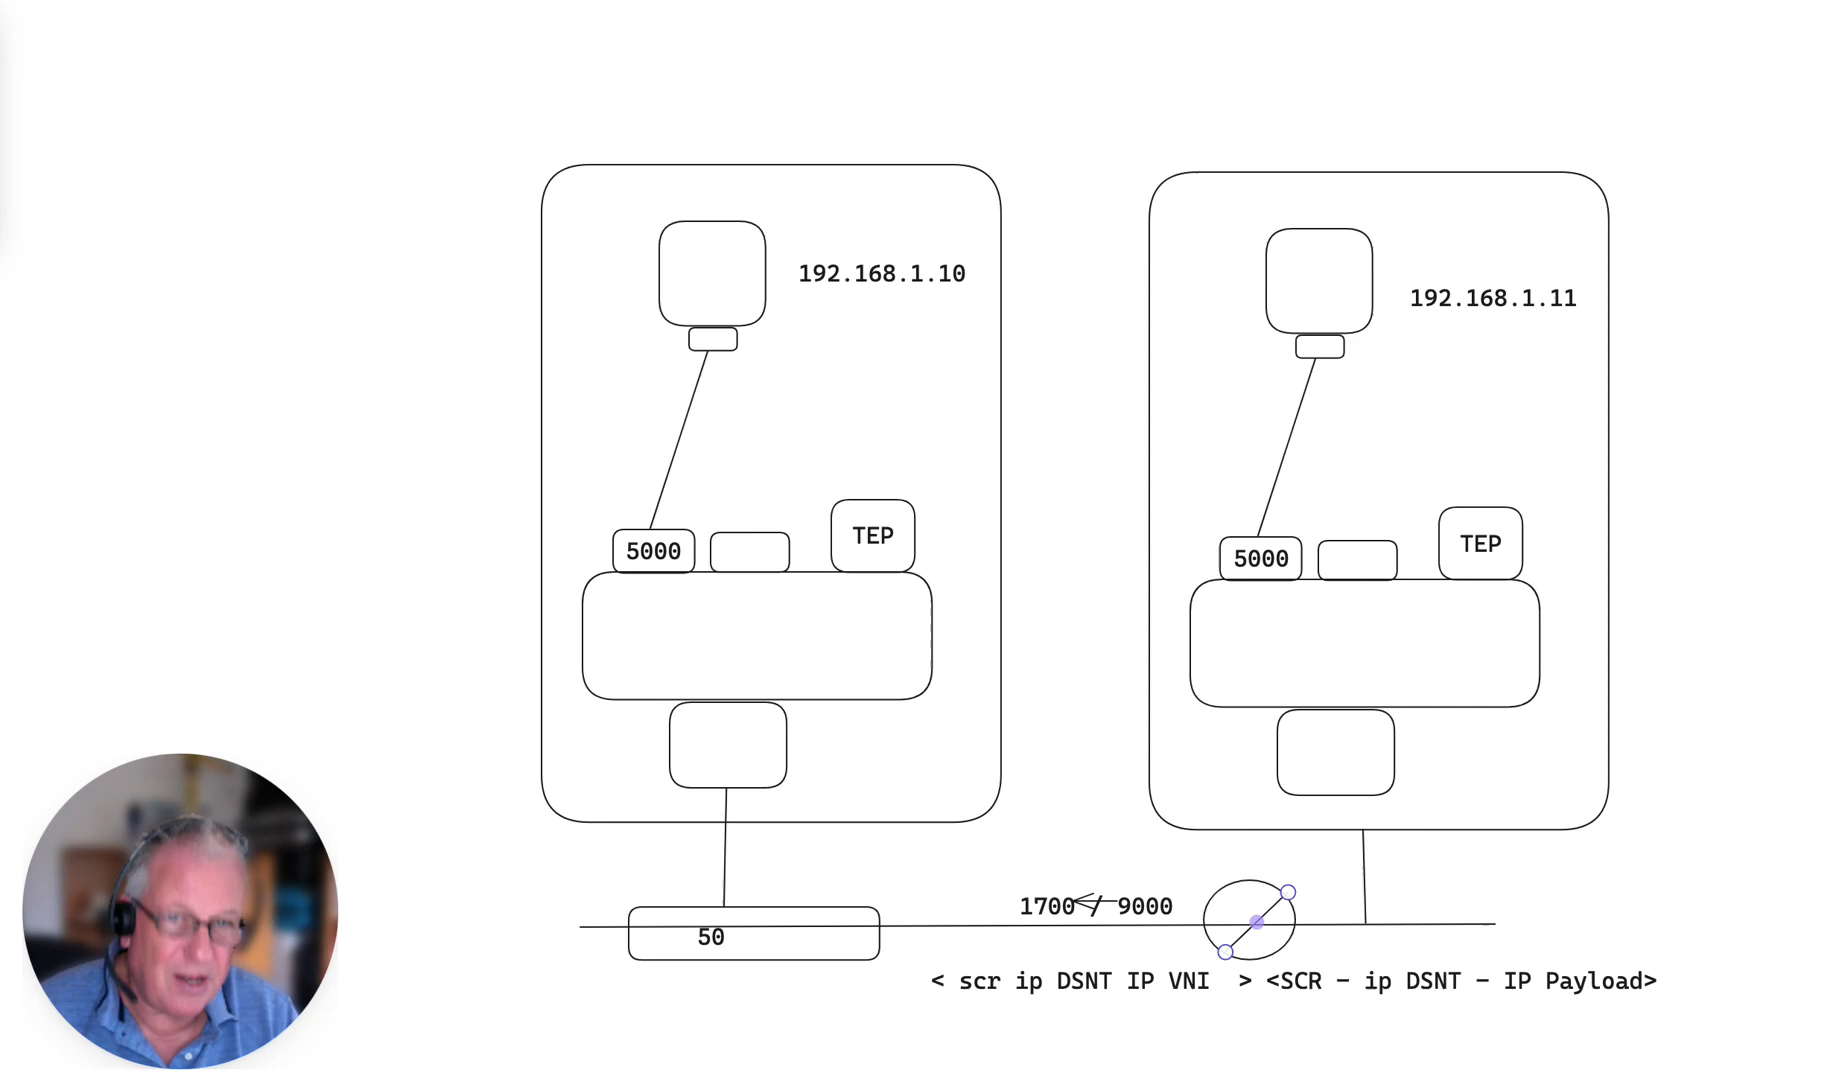 192.168.1.10
192.168.1.11
5000
TEP
5000
TEP
1700 / 9000
50
< scr ip DSNT IP VNI > <SCR - ip DSNT - IP Payload>